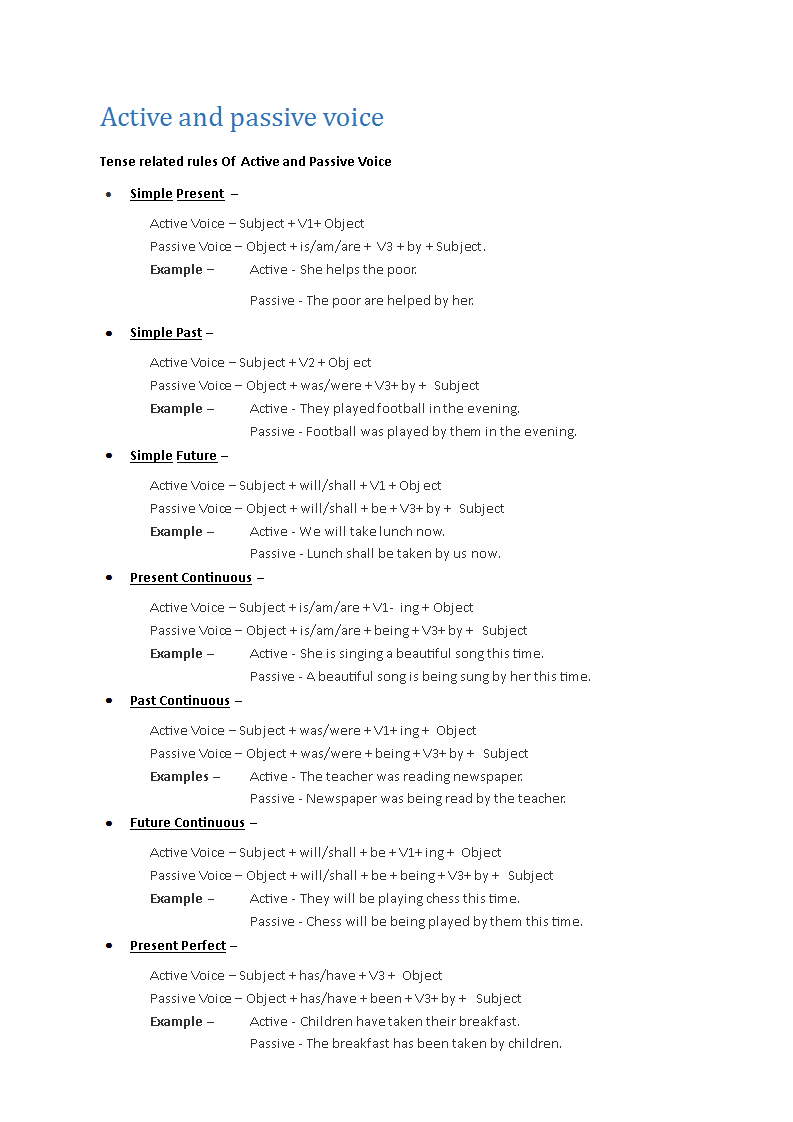 Active and passive voice
Tense related rules Of Active and Passive Voice
• Simple Present –
Active Voice – Subject + V1+ Object
Passive Voice – Object + is/am/are + V3 + by + Subject.
Example – Active - She helps the poor.
Passive - The poor are helped by her.
• Simple Past –
Active Voice – Subject + V2 + Object
Passive Voice – Object + was/were + V3+ by + Subject
Example – Active - They played football in the evening.
Passive - Football was played by them in the evening.
• Simple Future –
Active Voice – Subject + will/shall + V1 + Object
Passive Voice – Object + will/shall + be + V3+ by + Subject
Example – Active - We will take lunch now.
Passive - Lunch shall be taken by us now.
• Present Continuous –
Active Voice – Subject + is/am/are + V1- ing + Object
Passive Voice – Object + is/am/are + being + V3+ by + Subject
Example – Active - She is singing a beautiful song this time.
Passive - A beautiful song is being sung by her this time.
• Past Continuous –
Active Voice – Subject + was/were + V1+ ing + Object
Passive Voice – Object + was/were + being + V3+ by + Subject
Examples – Active - The teacher was reading newspaper.
Passive - Newspaper was being read by the teacher.
• Future Continuous –
Active Voice – Subject + will/shall + be + V1+ ing + Object
Passive Voice – Object + will/shall + be + being + V3+ by + Subject
Example – Active - They will be playing chess this time.
Passive - Chess will be being played by them this time.
• Present Perfect –
Active Voice – Subject + has/have + V3 + Object
Passive Voice – Object + has/have + been + V3+ by + Subject
Example – Active - Children have taken their breakfast.
Passive - The breakfast has been taken by children.